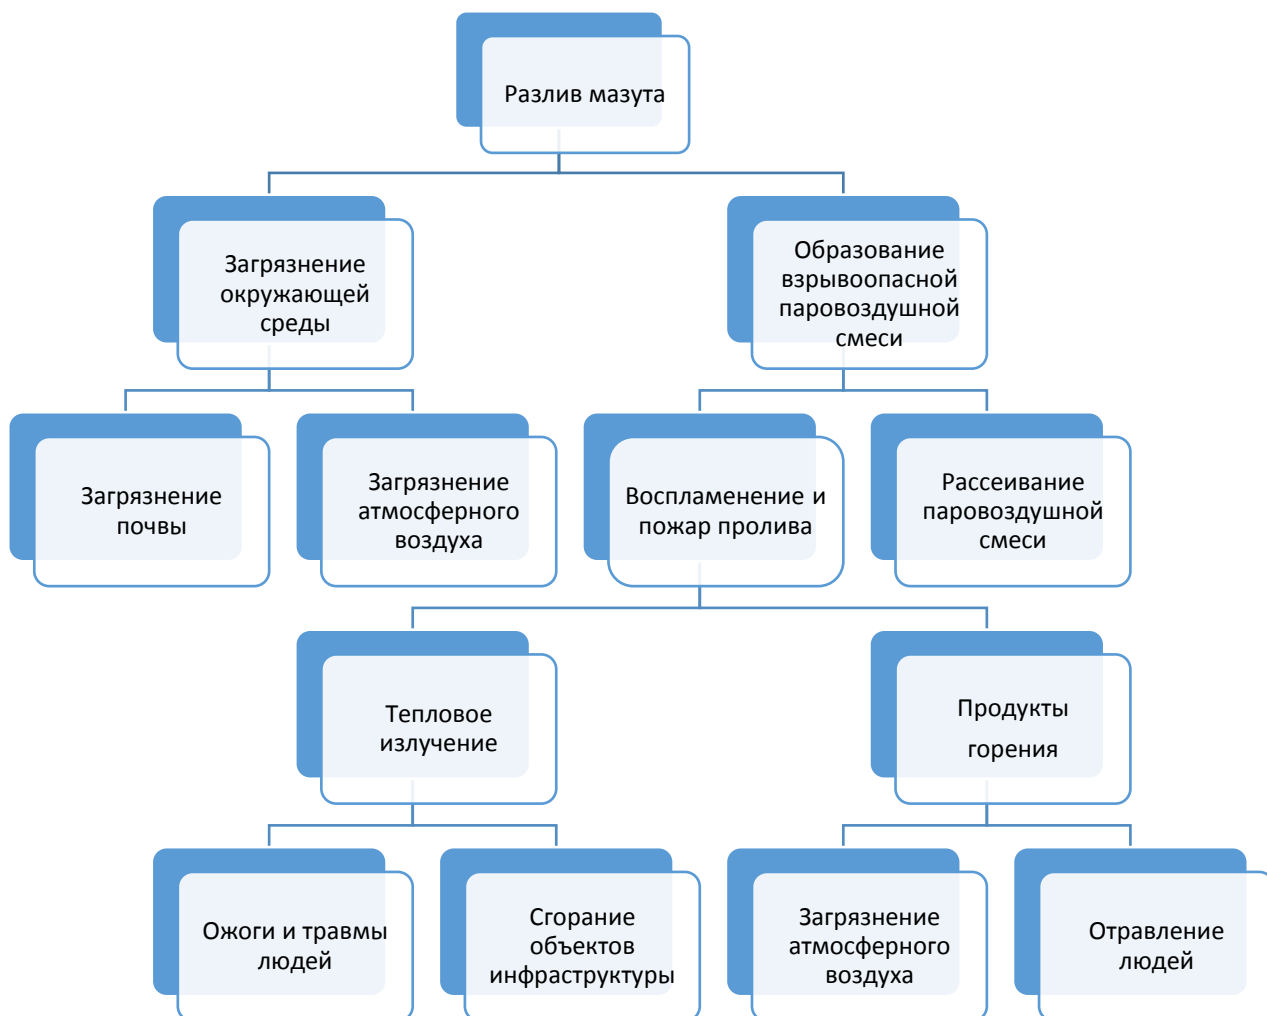 Разлив мазута
Загрязнение
окружающей
среды
Образование
взрывоопасной
паровоздушной
смеси
Загрязнение
почвы
Загрязнение
атмосферного
воздуха
Воспламенение и
пожар пролива
Рассеивание
паровоздушной
смеси
Тепловое
излучение
Продукты
горения
Ожоги и травмы
людей
Сгорание
объектов
инфраструктуры
Загрязнение
атмосферного
воздуха
Отравление
людей